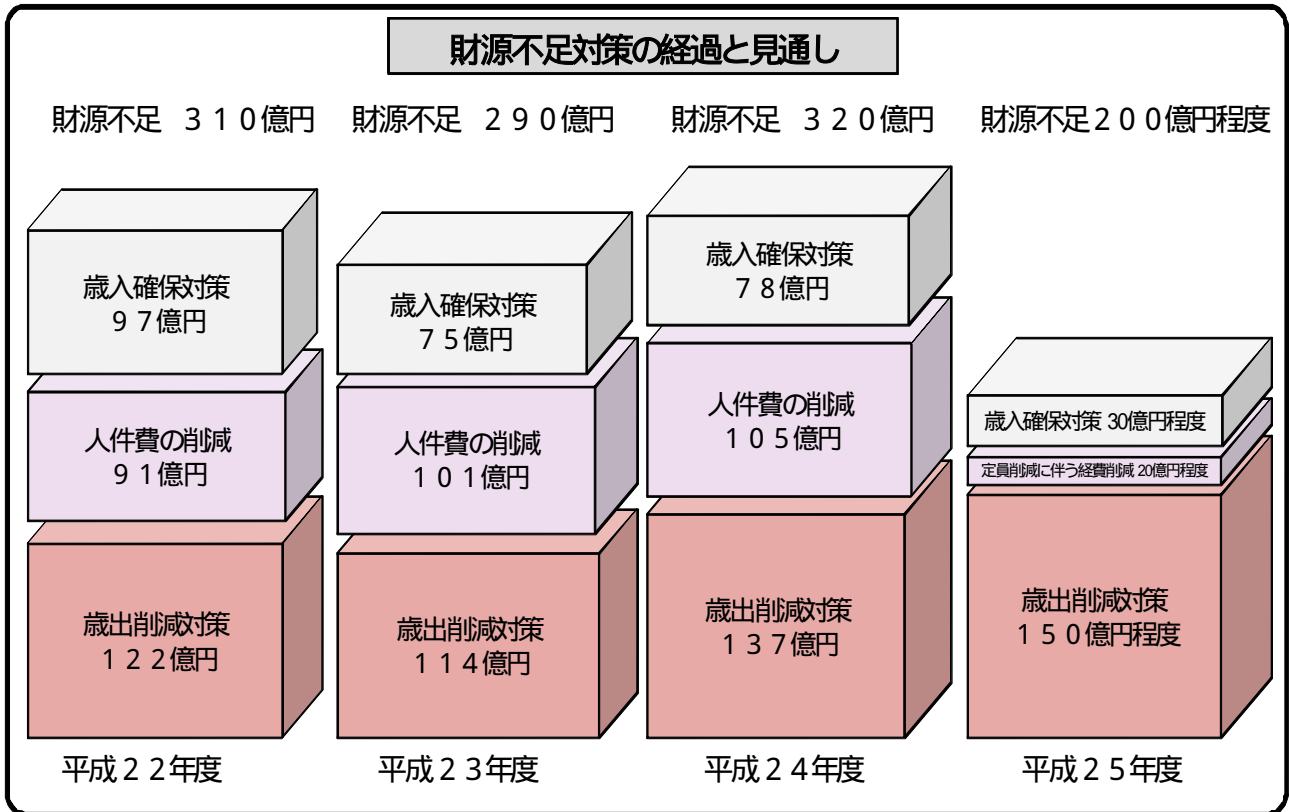 財源不足対策の経過と見通し
財源不足 310億円
財源不足 290億円
財源不足 320億円
財源不足200億円程度
歳入確保対策
97億円
人件費の削減
91億円
歳出削減対策
122億円
平成22年度
歳入確保対策
75億円
人件費の削減
101億円
歳出削減対策
114億円
平成23年度
歳入確保対策
78億円
人件費の削減
105億円
歳出削減対策
137億円
平成24年度
歳入確保対策 30億円程度
定員削減に伴う経費削減 20億円程度
歳出削減対策
150億円程度
平成25年度